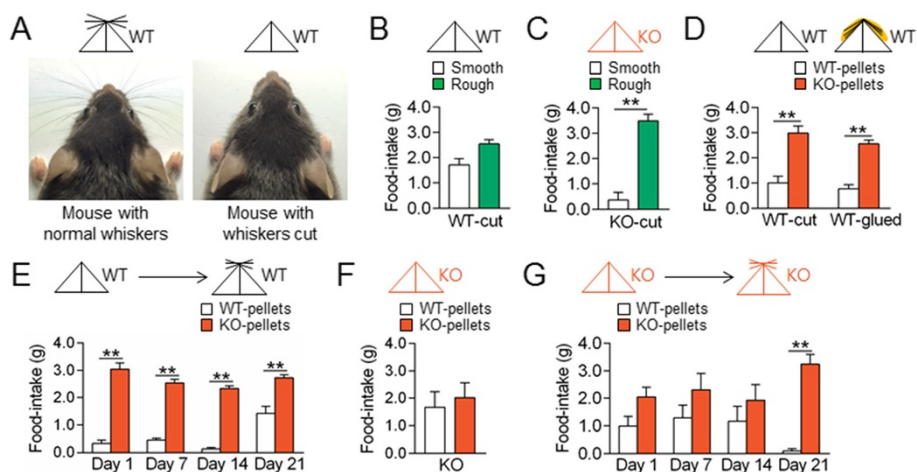 A
WT
WT
Mouse with
normal whiskers
Mouse with
whiskers cut
B
WT
Smooth
Rough
Food-intake (g)
4.0
3.0
2.0
1.0
0.0
WT-cut
C
KO
Smooth
Rough
Food-intake (g)
4.0
3.0
2.0
1.0
0.0
**
KO-cut
D
WT
WT
WT-pellets
KO-pellets
Food-intake (g)
4.0
3.0
2.0
1.0
0.0
**
**
WT-cut WT-glued
E
WT
WT
WT-pellets
KO-pellets
Food-intake (g)
4.0
3.0
2.0
1.0
0.0
**
**
**
**
Day 1 Day 7 Day 14 Day 21
F
KO
WT-pellets
KO-pellets
Food-intake (g)
4.0
3.0
2.0
1.0
0.0
KO
G
KO
KO
WT-pellets
KO-pellets
Food-intake (g)
4.0
3.0
2.0
1.0
0.0
**
Day 1 Day 7 Day 14 Day 21